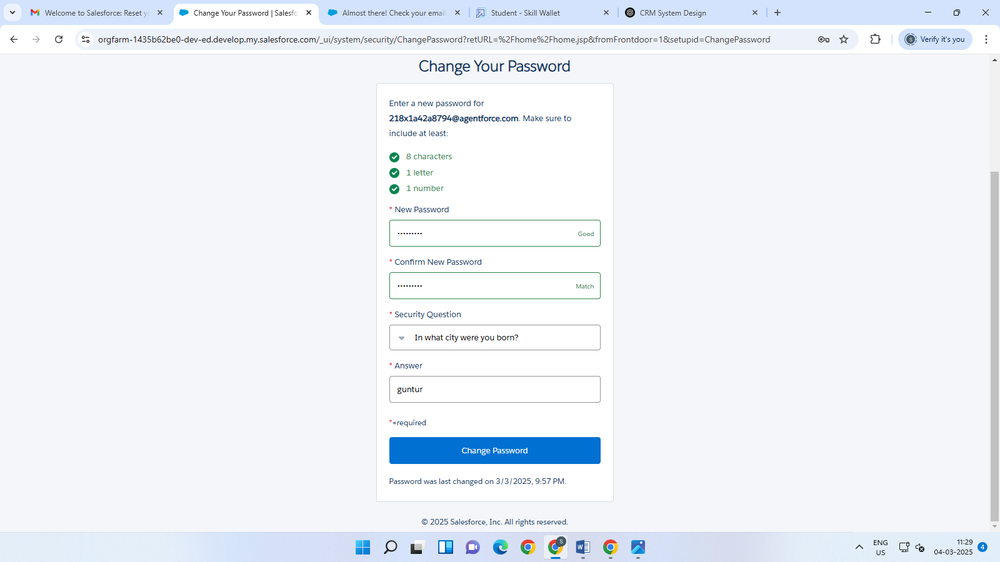 Welcome to Salesforce: Reset y
Change Your Password | Salesfo
Almost there! Check your email
Student - Skill Wallet
CRM System Design
orgfarm-1435b62be0-dev-ed.develop.my.salesforce.com/_ui/system/security/ChangePassword?retURL=%2Fhome%2Fhome.jsp&fromFrontdoor=1&setupid=ChangePassword
S
Verify it's you
Change Your Password
Enter a new password for
218x1a42a8794@agentforce.com. Make sure to
include at least:
8 characters
1 letter
1 number
* New Password
•••••••••
Good
* Confirm New Password
•••••••••
Match
* Security Question
In what city were you born?
* Answer
guntur
*=required
Change Password
Password was last changed on 3/3/2025, 9:57 PM.
© 2025 Salesforce, Inc. All rights reserved.
S
W
ENG
US
11:29
04-03-2025
4